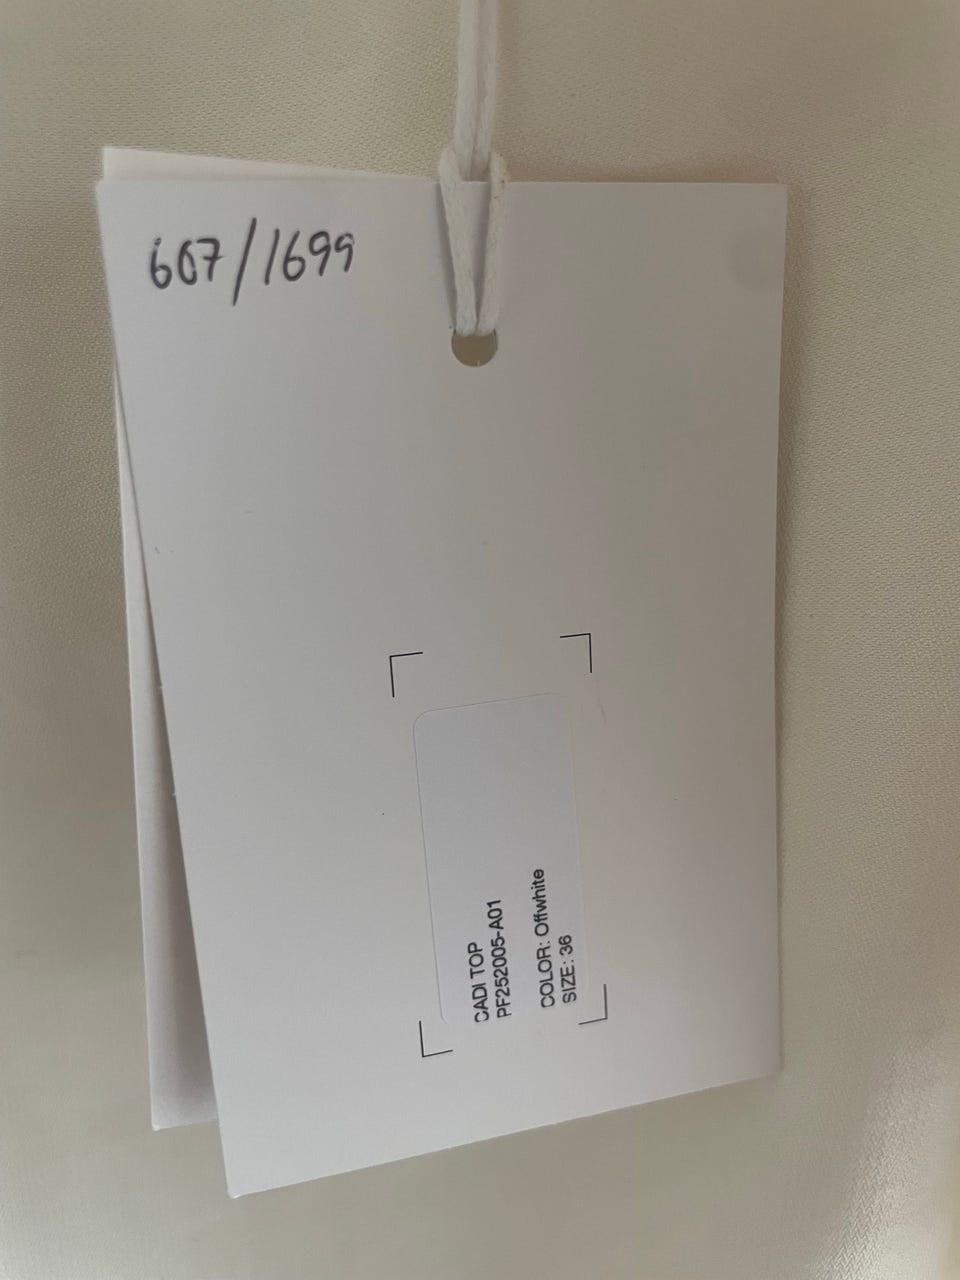 607/1699
CADI TOP
PF252005-A01
COLOR: Offwhite
SIZE: 36